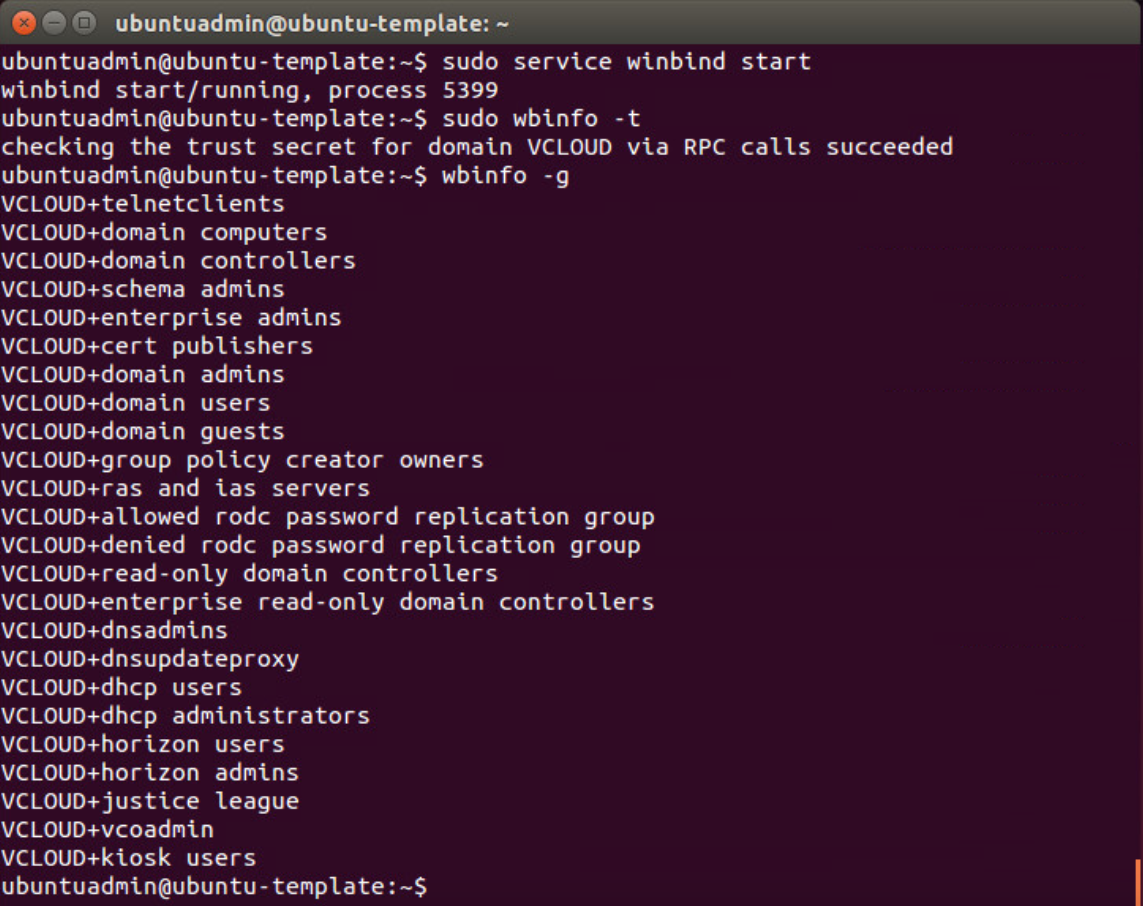 ubuntuadmin@ubuntu-template: ~
ubuntuadmin@ubuntu-template:~$ sudo service winbind start
winbind start/running, process 5399
ubuntuadmin@ubuntu-template:~$ sudo wbinfo -t
checking the trust secret for domain VCLOUD via RPC calls succeeded
ubuntuadmin@ubuntu-template:~$ wbinfo -g
VCLOUD+telnetclients
VCLOUD+domain computers
VCLOUD+domain controllers
VCLOUD+schema admins
VCLOUD+enterprise admins
VCLOUD+cert publishers
VCLOUD+domain admins
VCLOUD+domain users
VCLOUD+domain guests
VCLOUD+group policy creator owners
VCLOUD+ras and ias servers
VCLOUD+allowed rodc password replication group
VCLOUD+denied rodc password replication group
VCLOUD+read-only domain controllers
VCLOUD+enterprise read-only domain controllers
VCLOUD+dnsadmins
VCLOUD+dnsupdateproxy
VCLOUD+dhcp users
VCLOUD+dhcp administrators
VCLOUD+horizon users
VCLOUD+horizon admins
VCLOUD+justice league
VCLOUD+vcoadmin
VCLOUD+kiosk users
ubuntuadmin@ubuntu-template:~$